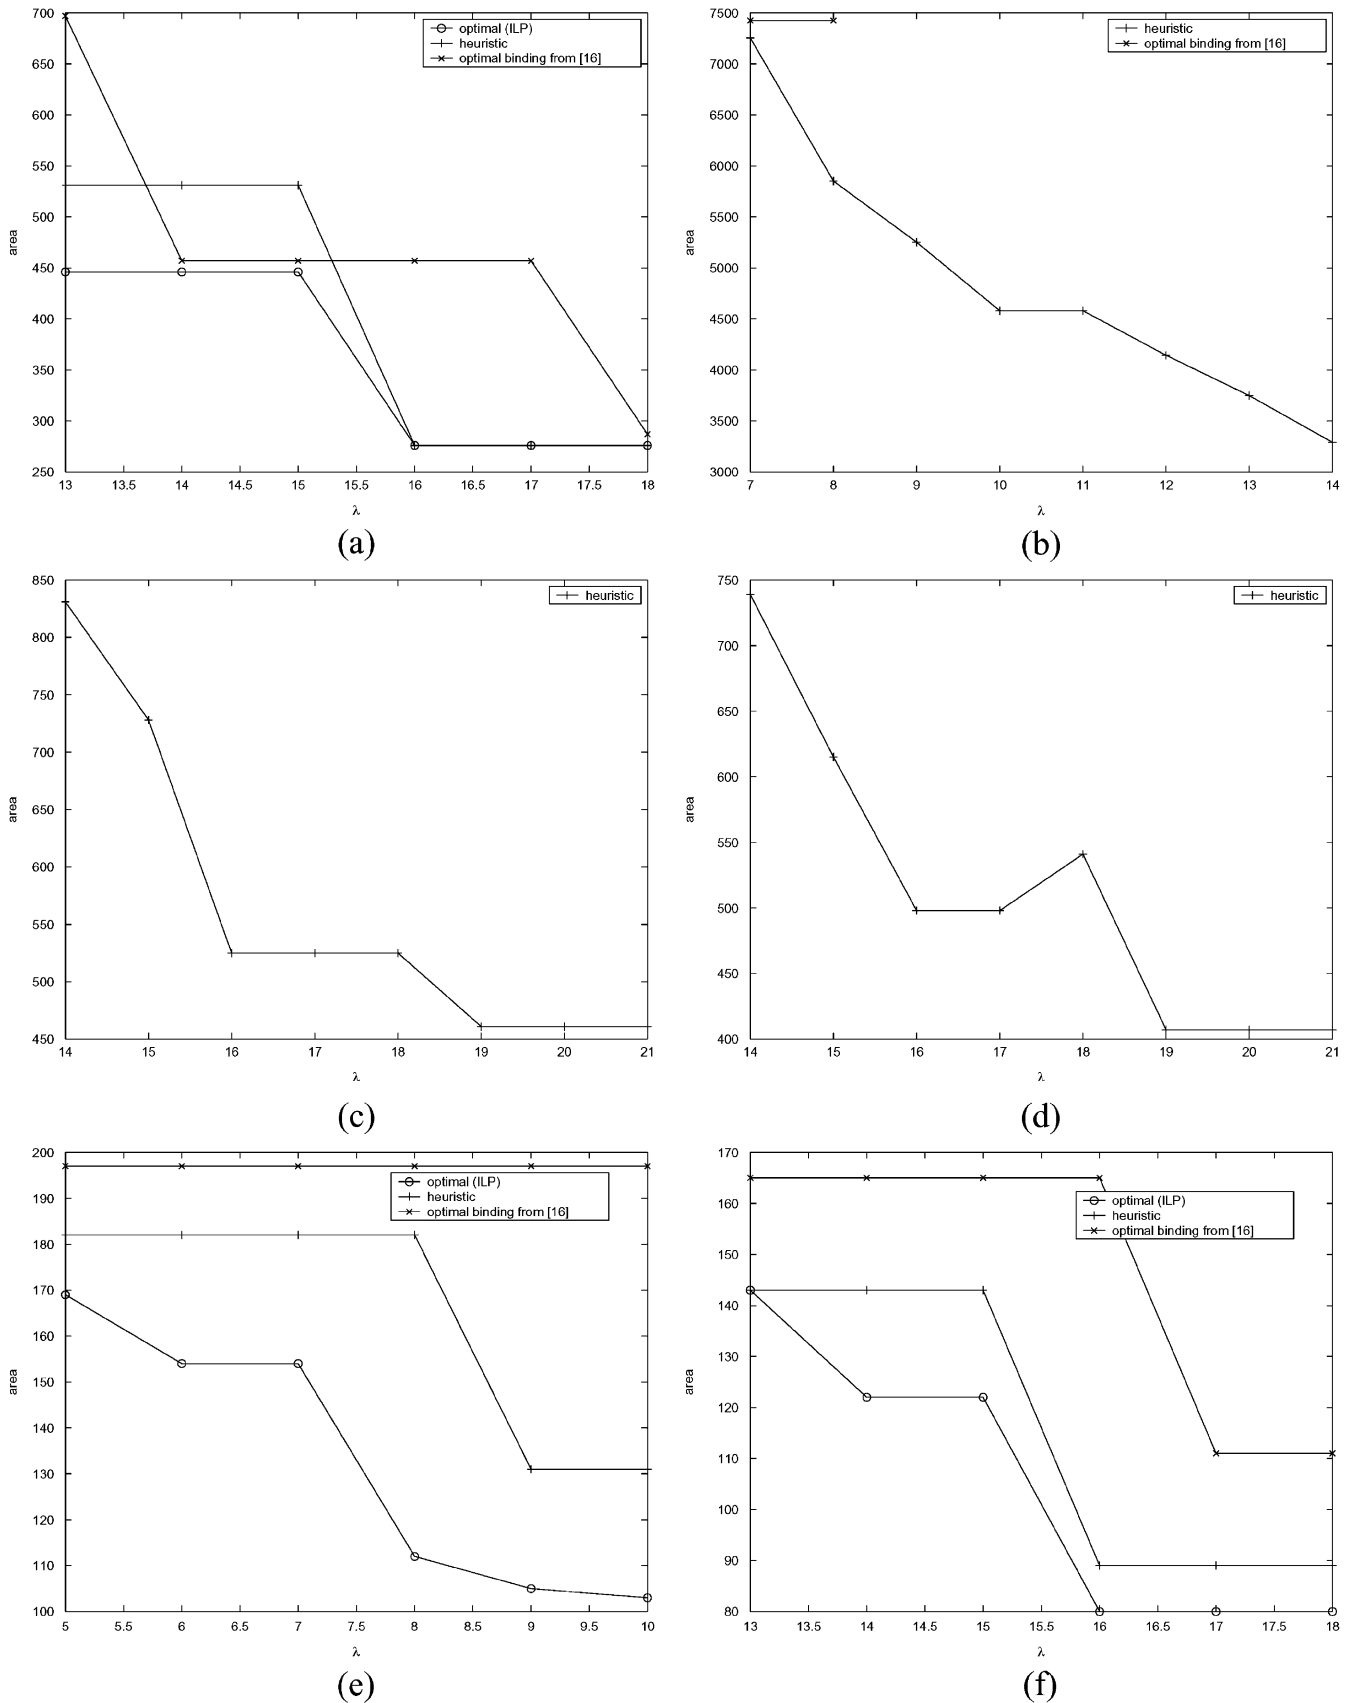 700
650
600
550
500
450
400
350
300
250
area
optimal (ILP)
heuristic
optimal binding from [16]
13 13.5 14 14.5 15 15.5 16 16.5 17 17.5 18
λ
(a)
7500
7000
6500
6000
5500
5000
4500
4000
3500
3000
area
heuristic
optimal binding from [16]
7 8 9 10 11 12 13 14
λ
(b)
850
800
750
700
650
600
550
500
450
area
heuristic
14 15 16 17 18 19 20 21
λ
(c)
750
700
650
600
550
500
450
400
area
heuristic
14 15 16 17 18 19 20 21
λ
(d)
200
190
180
170
160
150
140
130
120
110
100
area
optimal (ILP)
heuristic
optimal binding from [16]
5 5.5 6 6.5 7 7.5 8 8.5 9 9.5 10
λ
(e)
170
160
150
140
130
120
110
100
90
80
area
optimal (ILP)
heuristic
optimal binding from [16]
13 13.5 14 14.5 15 15.5 16 16.5 17 17.5 18
λ
(f)